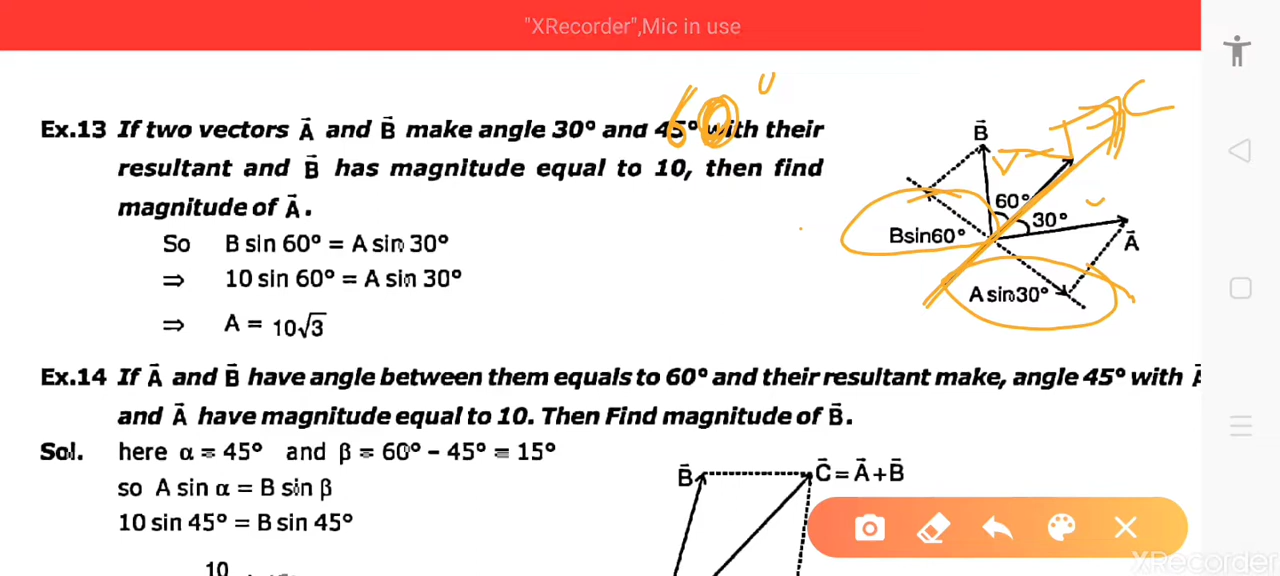 "XRecorder",Mic in use
Ex.13 If two vectors A⃗ and B⃗ make angle 30° and 45° with their
60°
resultant and B⃗ has magnitude equal to 10, then find
magnitude of A⃗.
So B sin 60° = A sin 30°
⇒ 10 sin 60° = A sin 30°
⇒ A = 10√3
B⃗
C
60°
30°
A⃗
Bsin60°
A sin30°
Ex.14 If A⃗ and B⃗ have angle between them equals to 60° and their resultant make, angle 45° with A⃗
and A⃗ have magnitude equal to 10. Then Find magnitude of B⃗.
Sol. here α = 45° and β = 60° - 45° = 15°
so A sin α = B sin β
10 sin 45° = B sin 45°
10
B⃗
C⃗ = A⃗ + B⃗
XRecorder